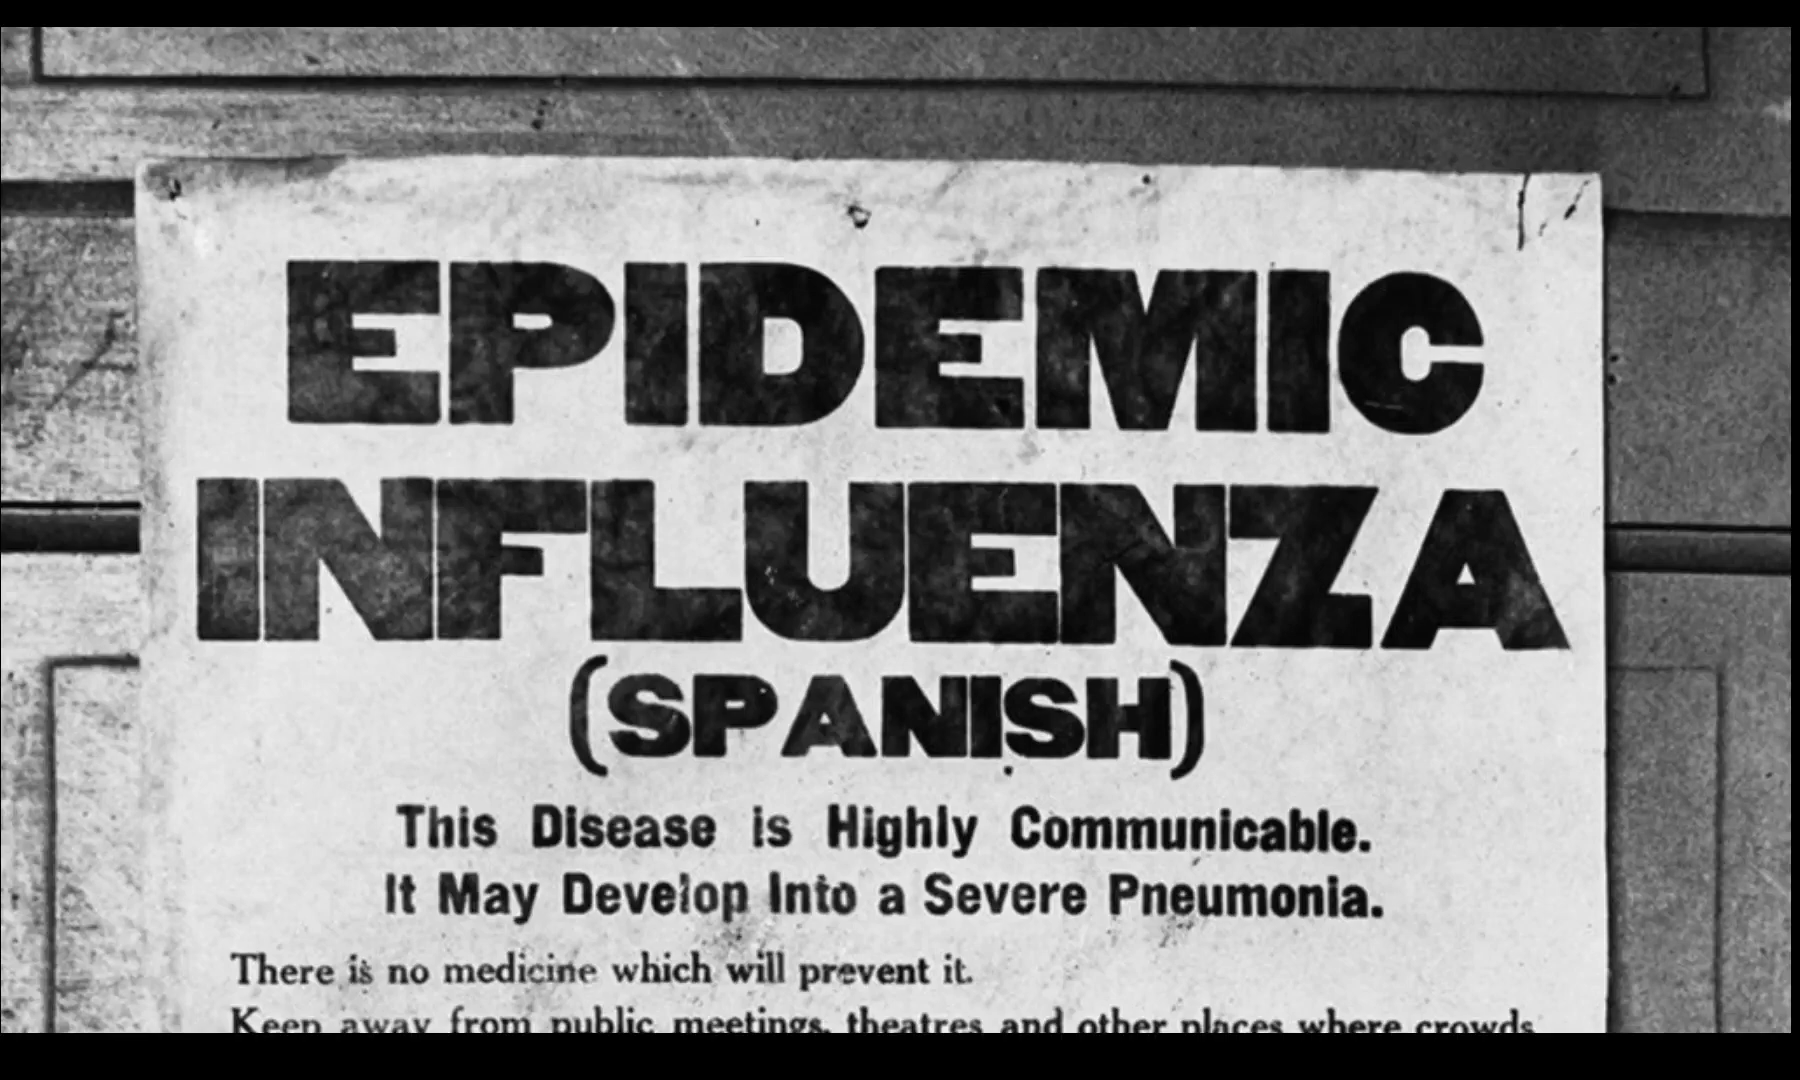 EPIDEMIC
INFLUENZA
(SPANISH)
This Disease is Highly Communicable.
It May Develop Into a Severe Pneumonia.
There is no medicine which will prevent it.
Keep away from public meetings, theatres and other places where crowds